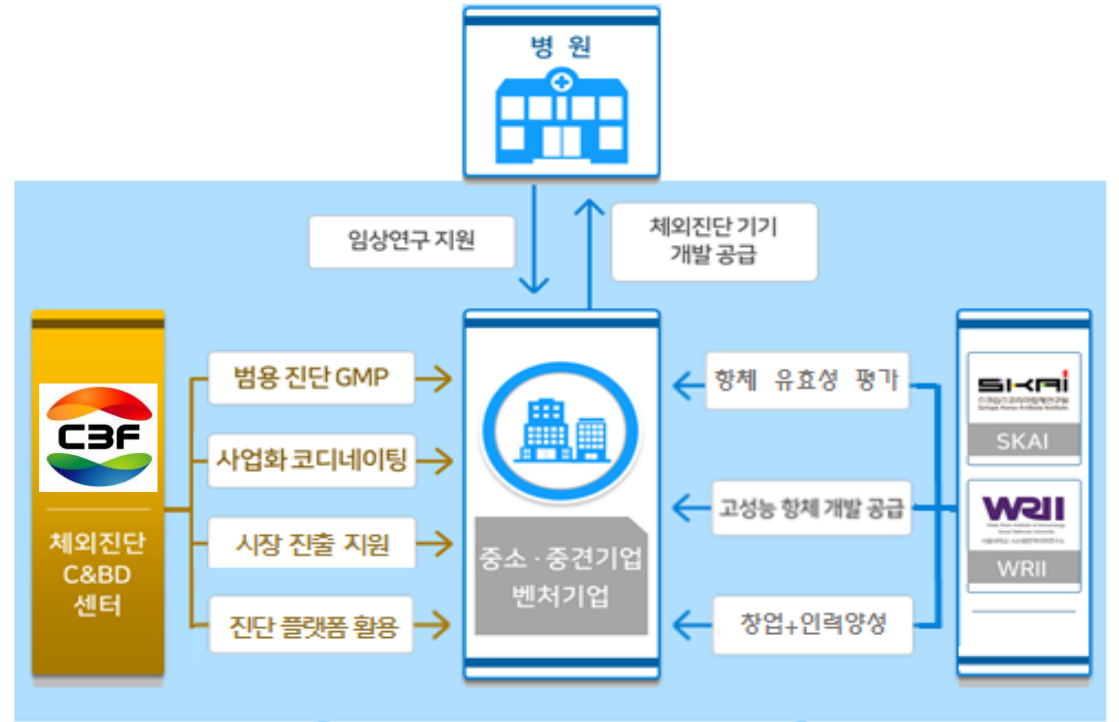 병 원
임상연구 지원
체외진단 기기
개발 공급
CBF
체외진단
C&BD
센터
범용 진단 GMP
사업화 코디네이팅
시장 진출 지원
진단 플랫폼 활용
중소 · 중견기업
벤처기업
항체 유효성 평가
고성능 항체 개발 공급
창업+인력양성
SKAI
SKAI
WRII
WRII